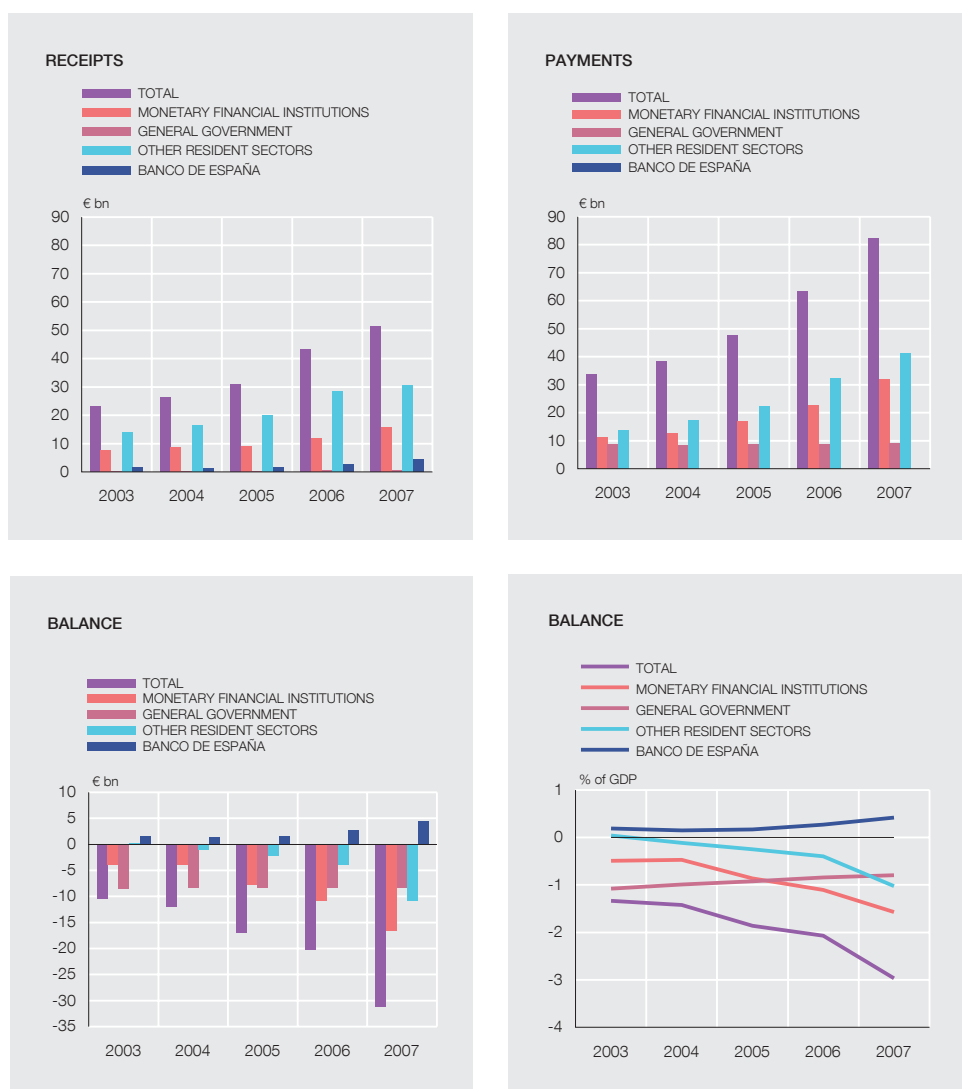 RECEIPTS
TOTAL
MONETARY FINANCIAL INSTITUTIONS
GENERAL GOVERNMENT
OTHER RESIDENT SECTORS
BANCO DE ESPAÑA
€ bn
90
80
70
60
50
40
30
20
10
0
2003 2004 2005 2006 2007
PAYMENTS
TOTAL
MONETARY FINANCIAL INSTITUTIONS
GENERAL GOVERNMENT
OTHER RESIDENT SECTORS
BANCO DE ESPAÑA
€ bn
90
80
70
60
50
40
30
20
10
0
2003 2004 2005 2006 2007
BALANCE
TOTAL
MONETARY FINANCIAL INSTITUTIONS
GENERAL GOVERNMENT
OTHER RESIDENT SECTORS
BANCO DE ESPAÑA
€ bn
10
5
0
-5
-10
-15
-20
-25
-30
-35
2003 2004 2005 2006 2007
BALANCE
TOTAL
MONETARY FINANCIAL INSTITUTIONS
GENERAL GOVERNMENT
OTHER RESIDENT SECTORS
BANCO DE ESPAÑA
% of GDP
1
0
-1
-2
-3
-4
2003 2004 2005 2006 2007